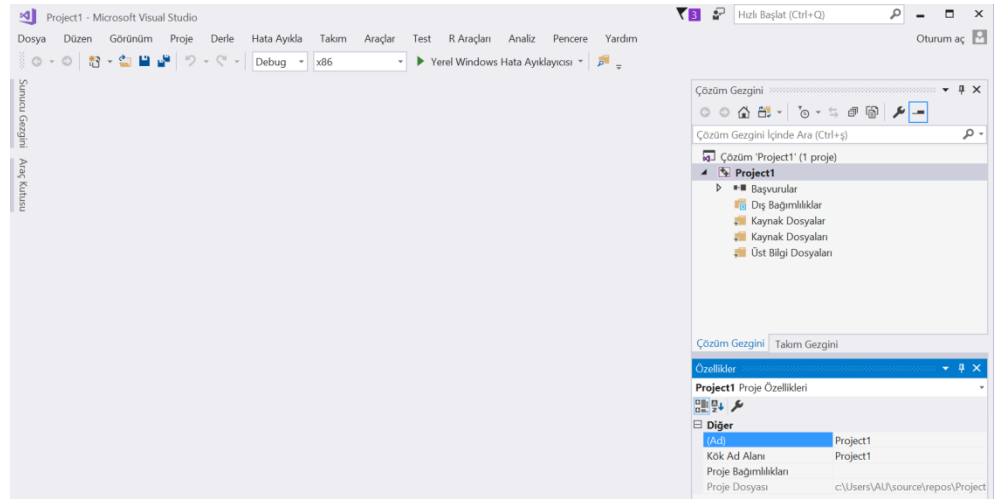 Project1 - Microsoft Visual Studio
3
Hızlı Başlat (Ctrl+Q)
Dosya Düzen Görünüm Proje Derle Hata Ayıkla Takım Araçlar Test R Araçları Analiz Pencere Yardım
Oturum aç
Debug x86 Yerel Windows Hata Ayıklayıcısı
Sunucu Gezgini
Araç Kutusu
Çözüm Gezgini
Çözüm Gezgini İçinde Ara (Ctrl+ş)
Çözüm 'Project1' (1 proje)
Project1
Başvurular
Dış Bağımlılıklar
Kaynak Dosyalar
Kaynak Dosyaları
Üst Bilgi Dosyaları
Çözüm Gezgini Takım Gezgini
Özellikler
Project1 Proje Özellikleri
Diğer
(Ad) Project1
Kök Ad Alanı Project1
Proje Bağımlılıkları
Proje Dosyası c:\Users\AU\source\repos\Project